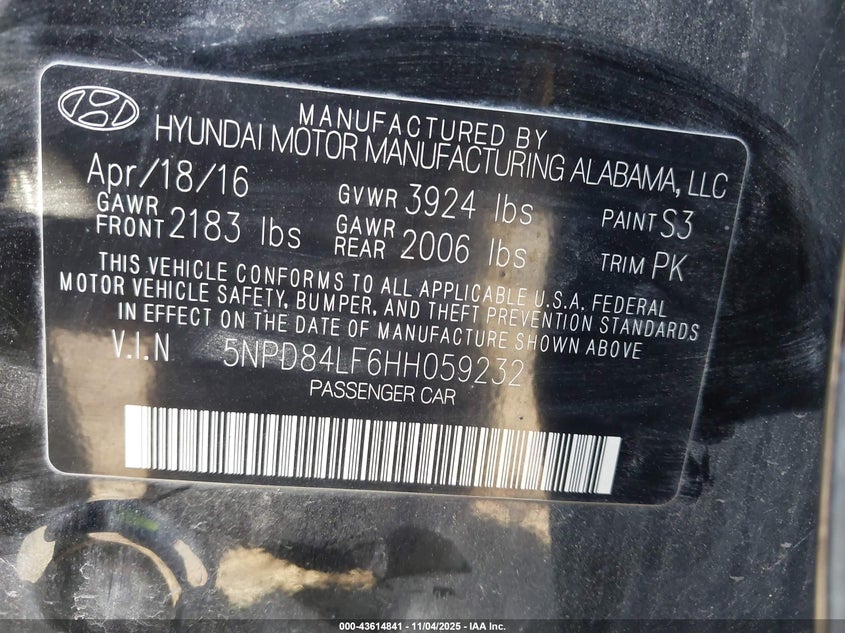 MANUFACTURED BY
HYUNDAI MOTOR MANUFACTURING ALABAMA, LLC
Apr/18/16 GVWR 3924 lbs PAINT S3
GAWR FRONT 2183 lbs GAWR REAR 2006 lbs TRIM PK
THIS VEHICLE CONFORMS TO ALL APPLICABLE U.S.A. FEDERAL
MOTOR VEHICLE SAFETY, BUMPER, AND THEFT PREVENTION STANDARDS
IN EFFECT ON THE DATE OF MANUFACTURE SHOWN ABOVE
V.I.N 5NPD84LF6HH059232
PASSENGER CAR
000-43614841 - 11/04/2025 - IAA Inc.